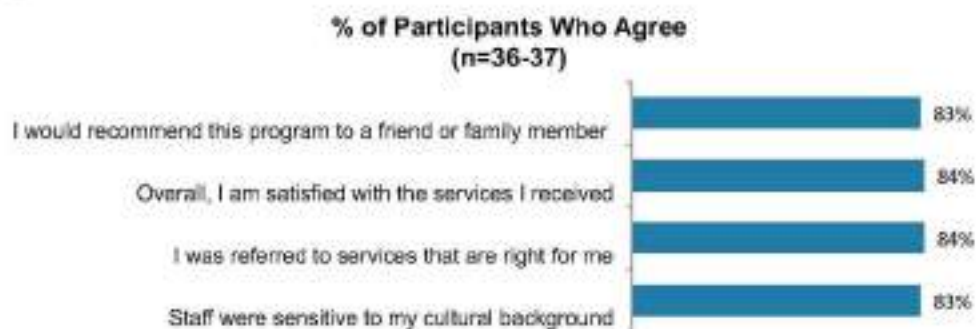 % of Participants Who Agree
(n=36-37)
I would recommend this program to a friend or family member 83%
Overall, I am satisfied with the services I received 84%
I was referred to services that are right for me 84%
Staff were sensitive to my cultural background 83%